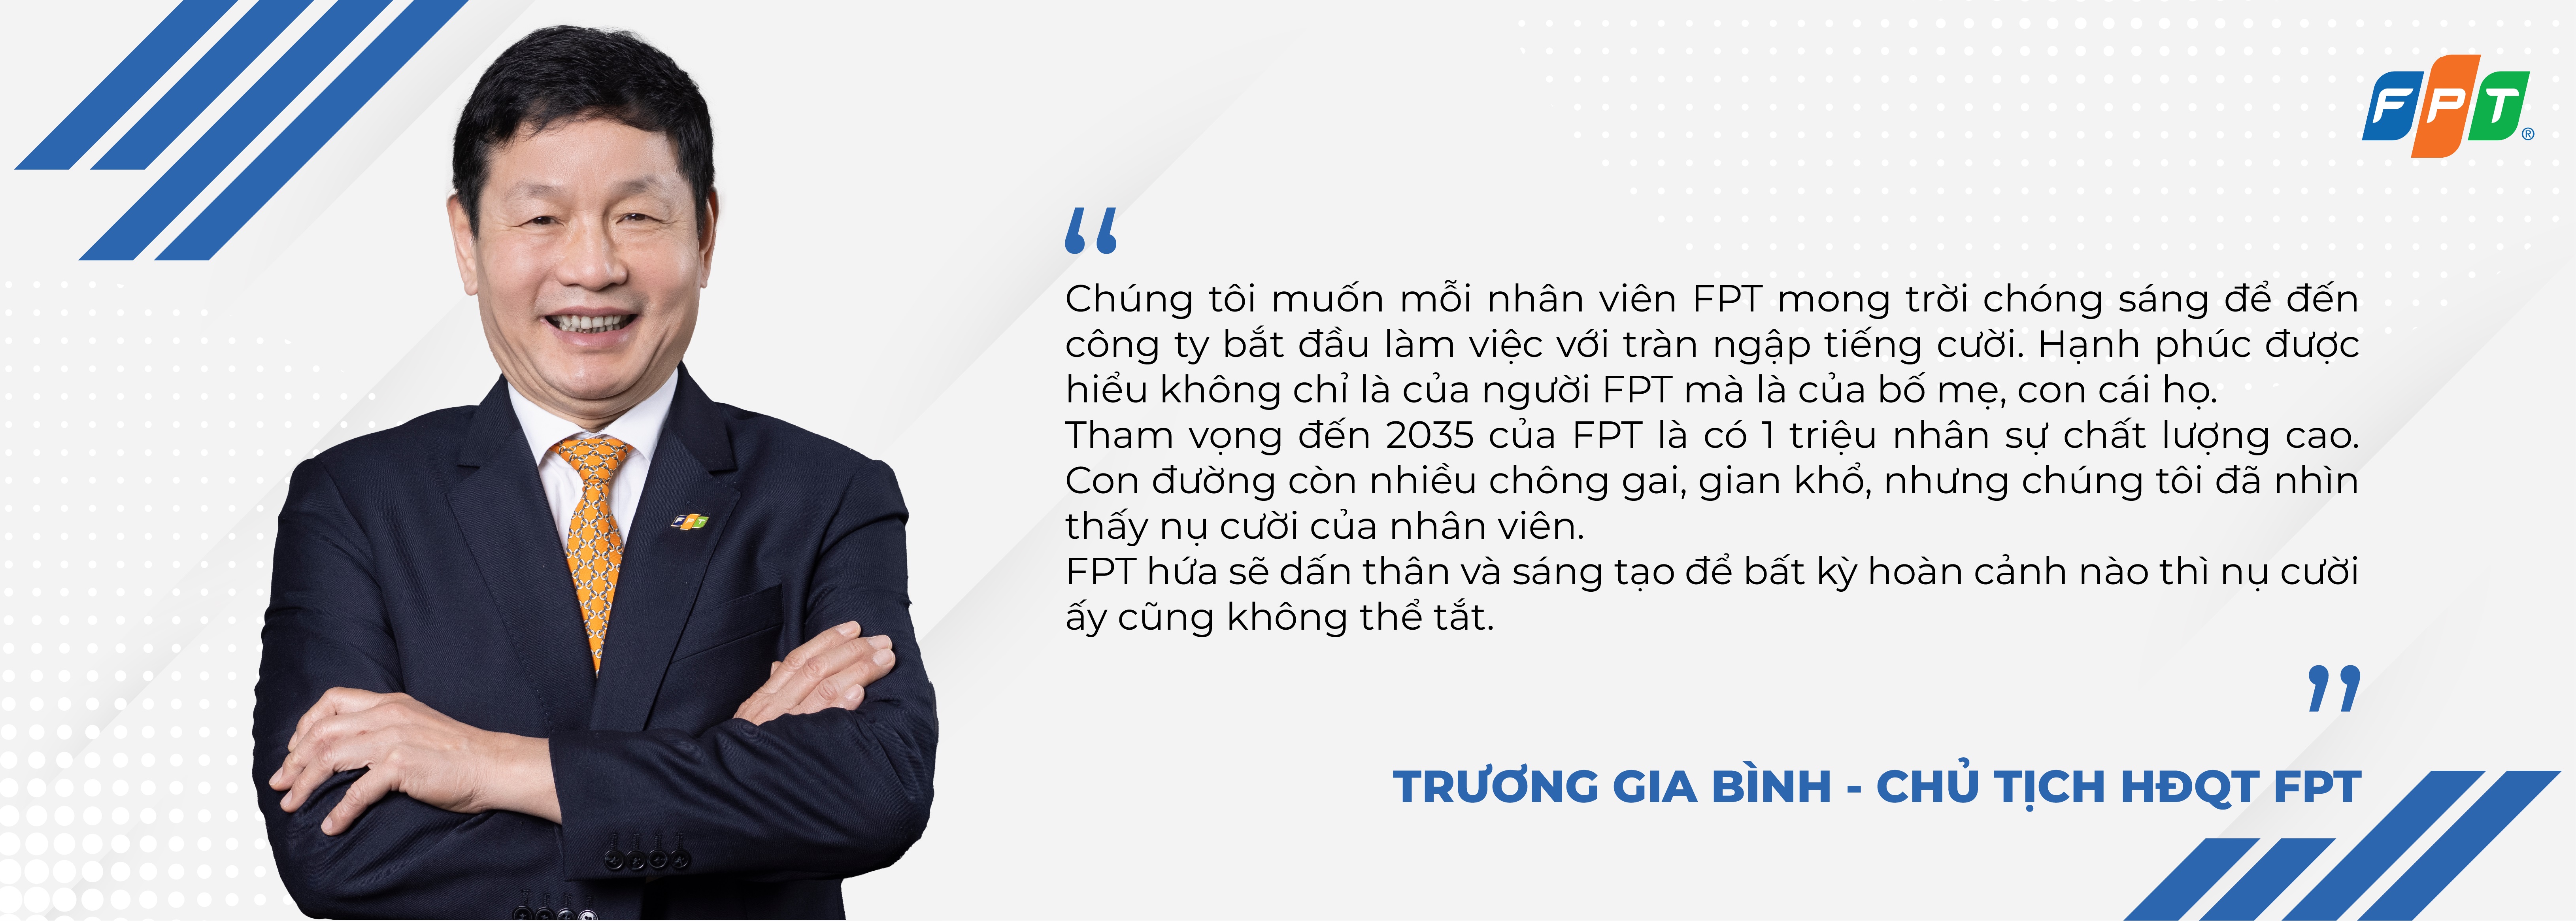 FPT®
“
Chúng tôi muốn mỗi nhân viên FPT mong trời chóng sáng để đến
công ty bắt đầu làm việc với tràn ngập tiếng cười. Hạnh phúc được
hiểu không chỉ là của người FPT mà là của bố mẹ, con cái họ.
Tham vọng đến 2035 của FPT là có 1 triệu nhân sự chất lượng cao.
Con đường còn nhiều chông gai, gian khổ, nhưng chúng tôi đã nhìn
thấy nụ cười của nhân viên.
FPT hứa sẽ dấn thân và sáng tạo để bất kỳ hoàn cảnh nào thì nụ cười
ấy cũng không thể tắt.
FPT
”
TRƯƠNG GIA BÌNH - CHỦ TỊCH HĐQT FPT